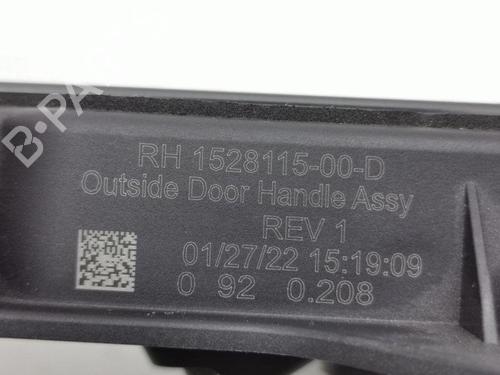 B-PARTS
RH 1528115-00-D
Outside Door Handle Assy
REV 1
01/27/22 15:19:09
0 92 0.208